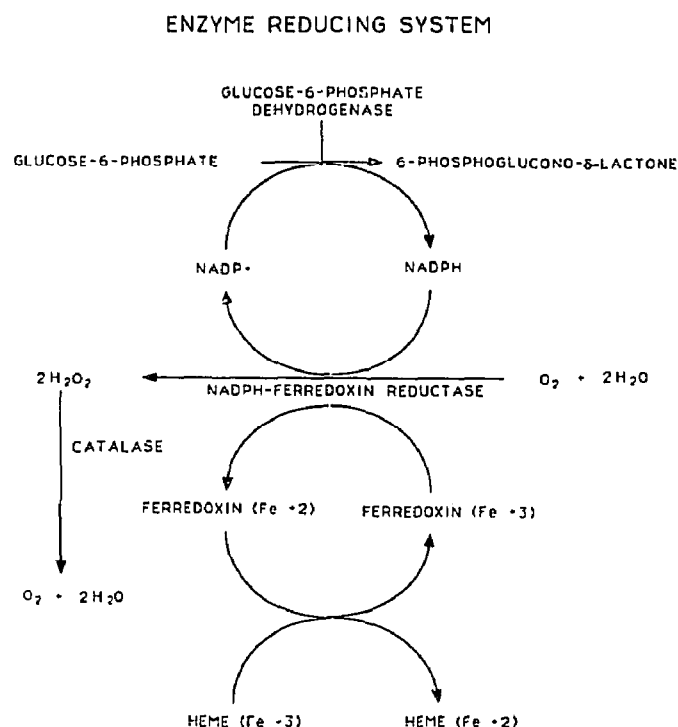 ENZYME REDUCING SYSTEM
GLUCOSE-6-PHOSPHATE
DEHYDROGENASE
GLUCOSE-6-PHOSPHATE
6-PHOSPHOGLUCONO-δ-LACTONE
NADP+
NADPH
2H₂O₂
O₂ + 2H₂O
NADPH-FERREDOXIN REDUCTASE
CATALASE
FERREDOXIN (Fe +2)
FERREDOXIN (Fe +3)
O₂ + 2H₂O
HEME (Fe +3)
HEME (Fe +2)